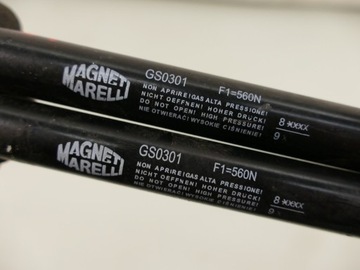 MAGNETI
MARELLI
GS0301 F1=560N
NON APRIRE! GAS ALTA PRESSIONE!
NICHT OEFFNEN! HOHER DRUCK!
DO NOT OPEN! HIGH PRESSURE!
NIE OTWIERAĆ! WYSOKIE CIŚNIENIE!
8
9
MAGNETI
MARELLI
GS0301 F1=560N
NON APRIRE! GAS ALTA PRESSIONE!
NICHT OEFFNEN! HOHER DRUCK!
DO NOT OPEN! HIGH PRESSURE!
NIE OTWIERAĆ! WYSOKIE CIŚNIENIE!
8
9